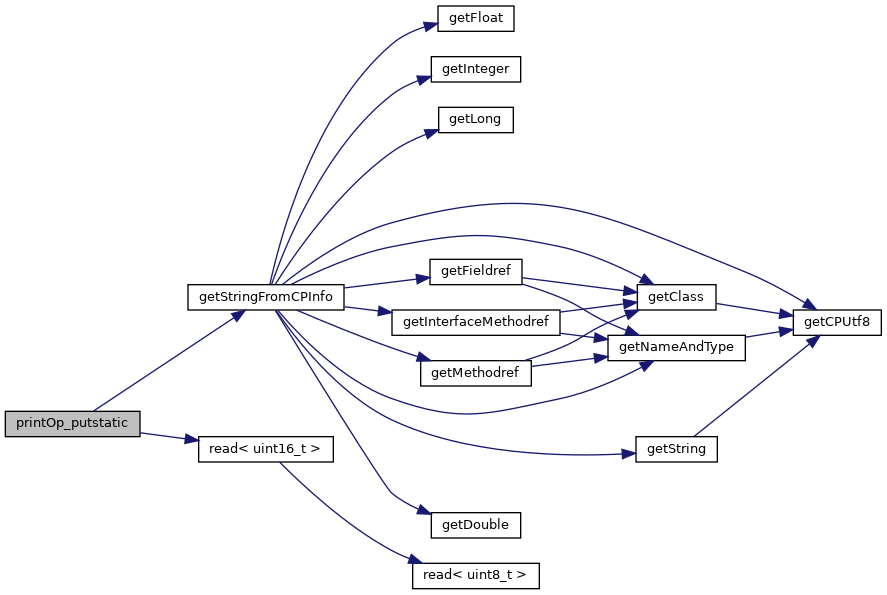 getFloat
getInteger
getLong
getFieldref
getStringFromCPInfo
getClass
getInterfaceMethodref
getCPUtf8
getNameAndType
getMethodref
printOp_putstatic
read< uint16_t >
getString
getDouble
read< uint8_t >